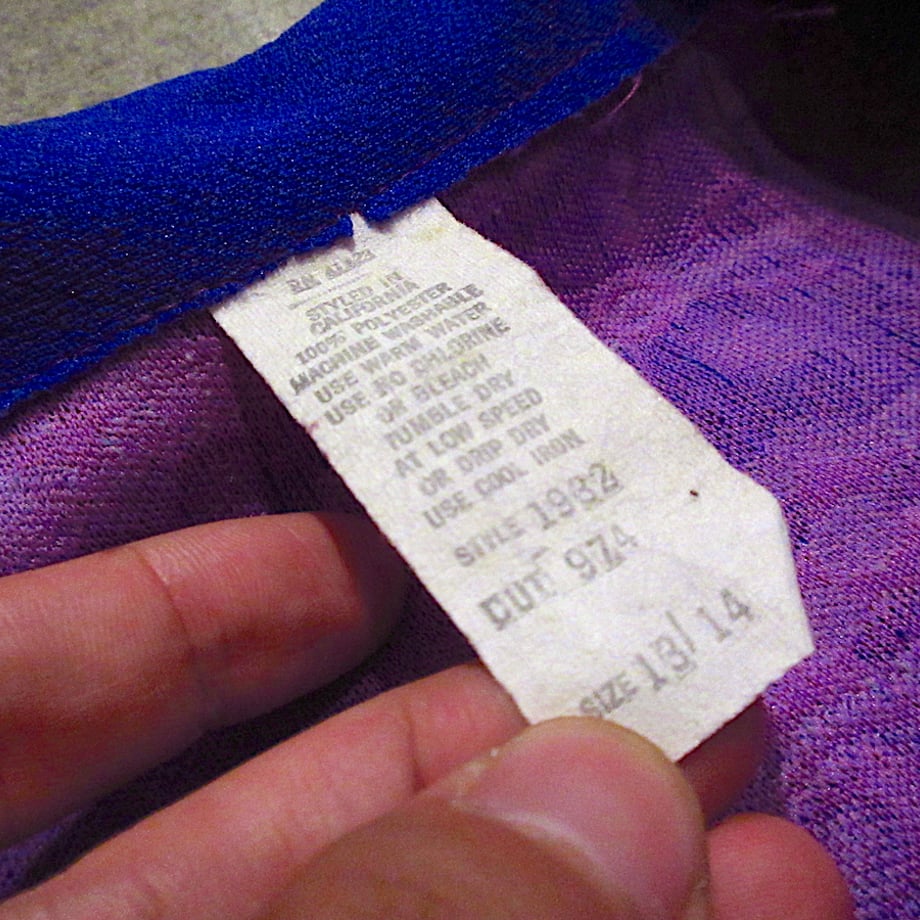 RN
STYLED IN
CALIFORNIA
100% POLYESTER
MACHINE WASHABLE
USE WARM WATER
USE NO CHLORINE
OR BLEACH
TUMBLE DRY
AT LOW SPEED
OR DRIP DRY
USE COOL IRON
STYLE 1982
CUT 974
SIZE 13/14